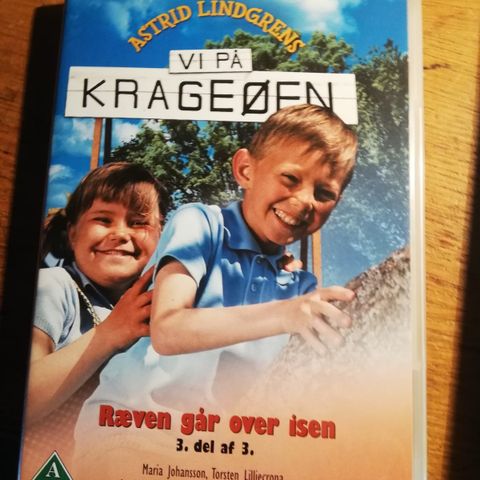 ASTRID LINDGRENS
VI PÅ
KRAGEØEN
Ræven går over isen
3. del af 3.
Maria Johansson, Torsten Lilliecrona
A